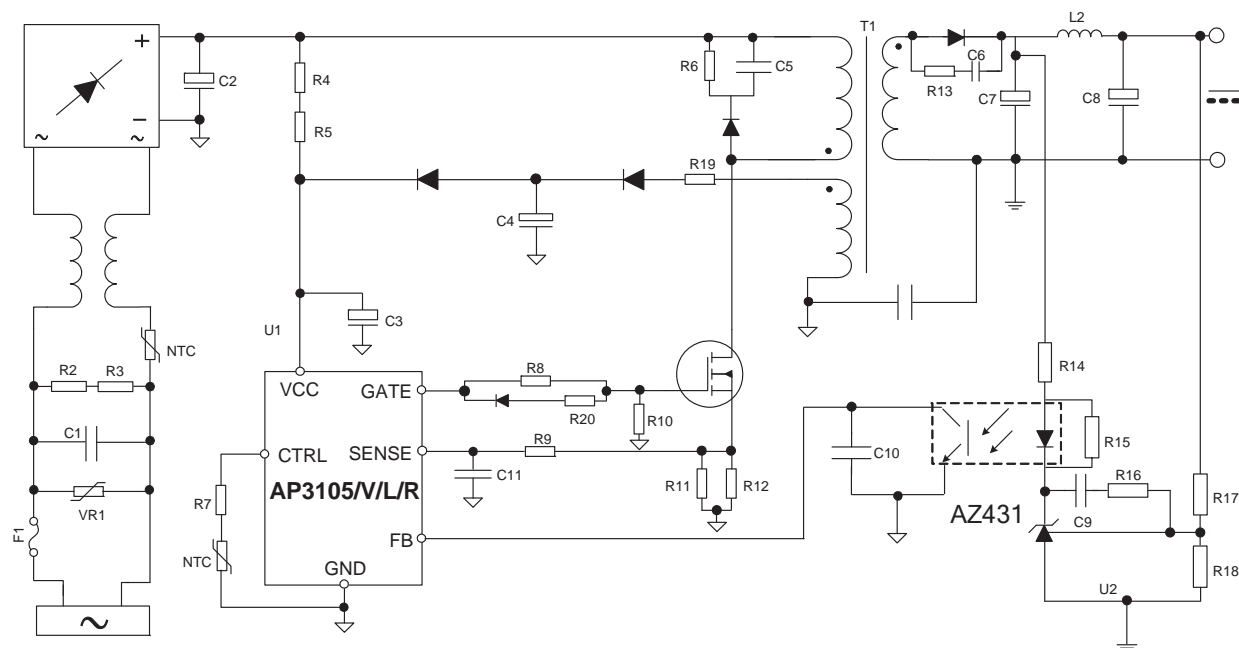 T1
L2
+
C2
R4
R6
C5
C6
R13
C7
C8
−
~
~
R5
R19
C4
C3
U1
NTC
R2
R3
R14
VCC
GATE
R8
R20
R10
C1
CTRL
SENSE
R9
C10
R15
C11
AP3105/V/L/R
R11
R12
R16
R7
VR1
AZ431
C9
R17
F1
FB
NTC
GND
R18
U2
~